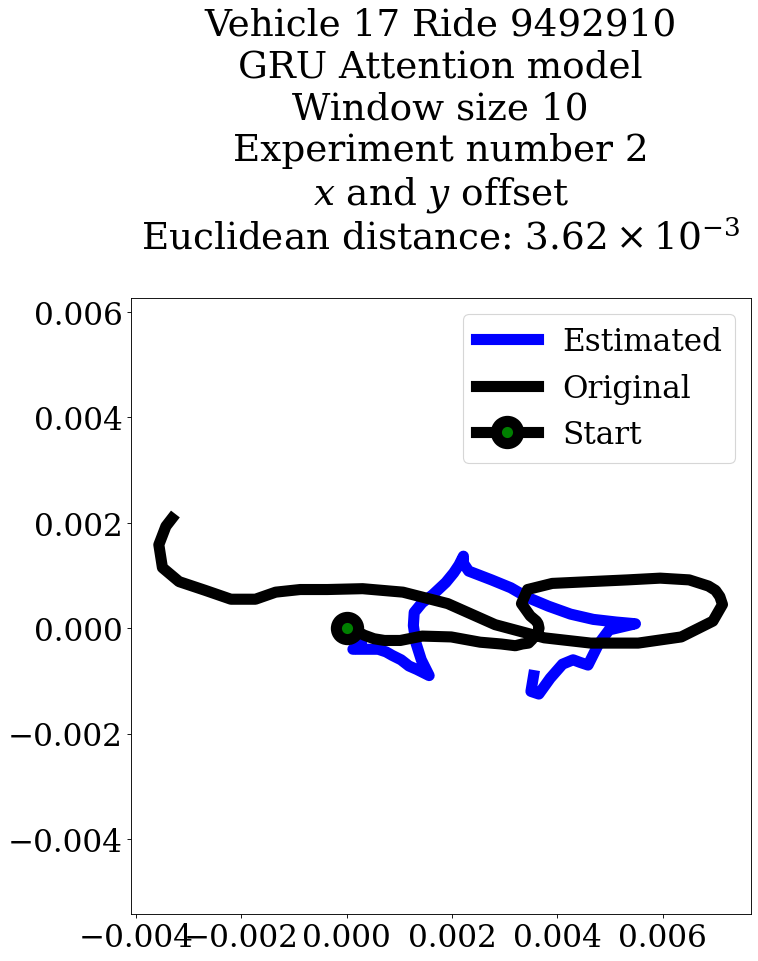 Vehicle 17 Ride 9492910
GRU Attention model
Window size 10
Experiment number 2
x and y offset
Euclidean distance: 3.62 × 10⁻³
Estimated
Original
Start
0.006
0.004
0.002
0.000
−0.002
−0.004
−0.004 −0.002 0.000 0.002 0.004 0.006